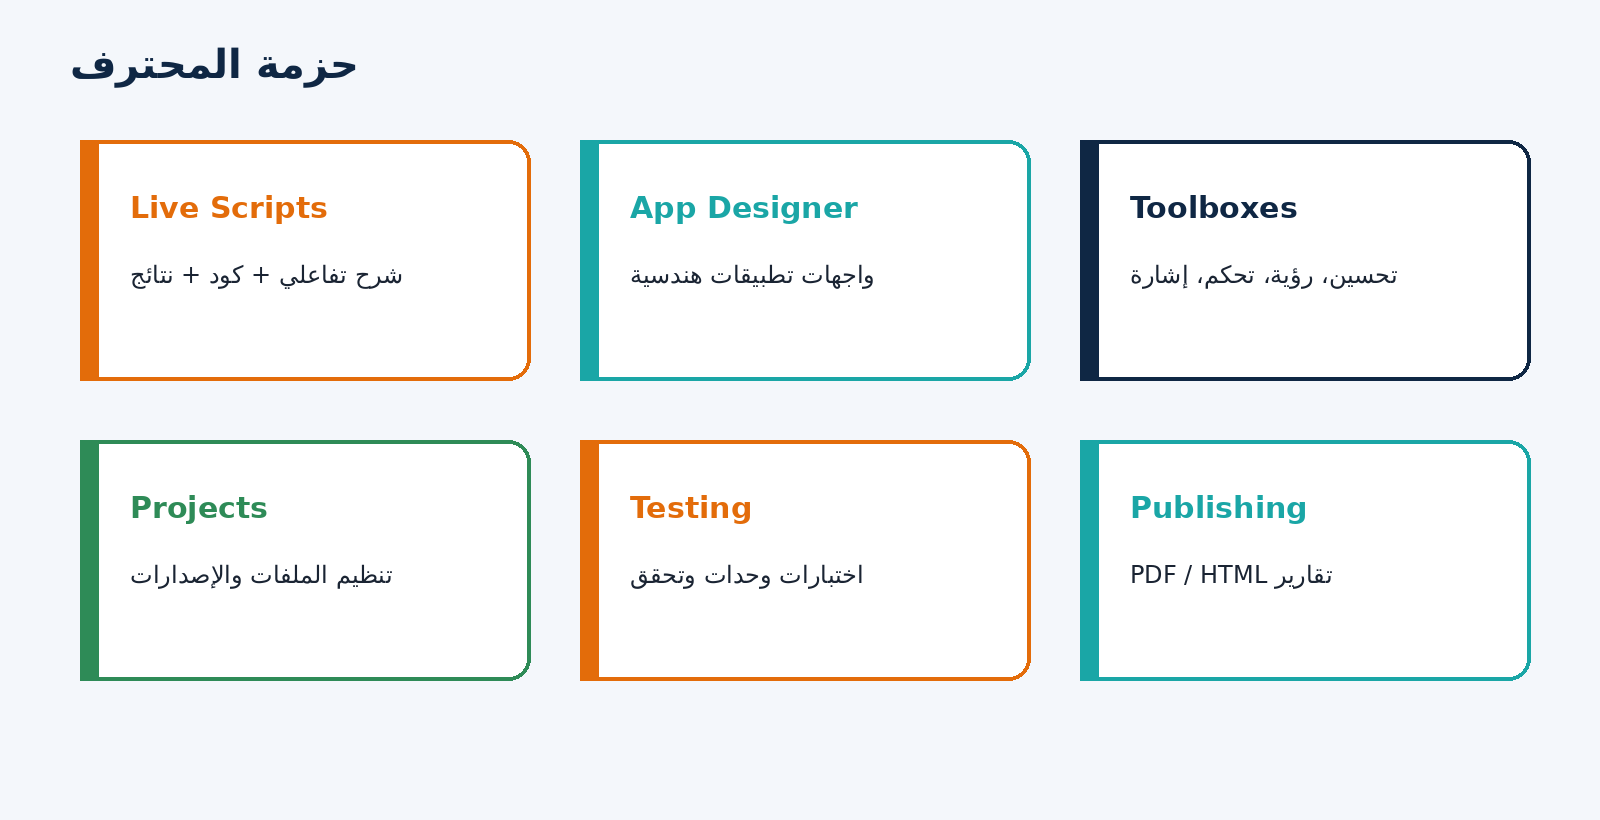 حزمة المحترف
Live Scripts
شرح تفاعلي + كود + نتائج
App Designer
واجهات تطبيقات هندسية
Toolboxes
تحسين، رؤية، تحكم، إشارة
Projects
تنظيم الملفات والإصدارات
Testing
اختبارات وحدات وتحقق
Publishing
تقارير PDF / HTML